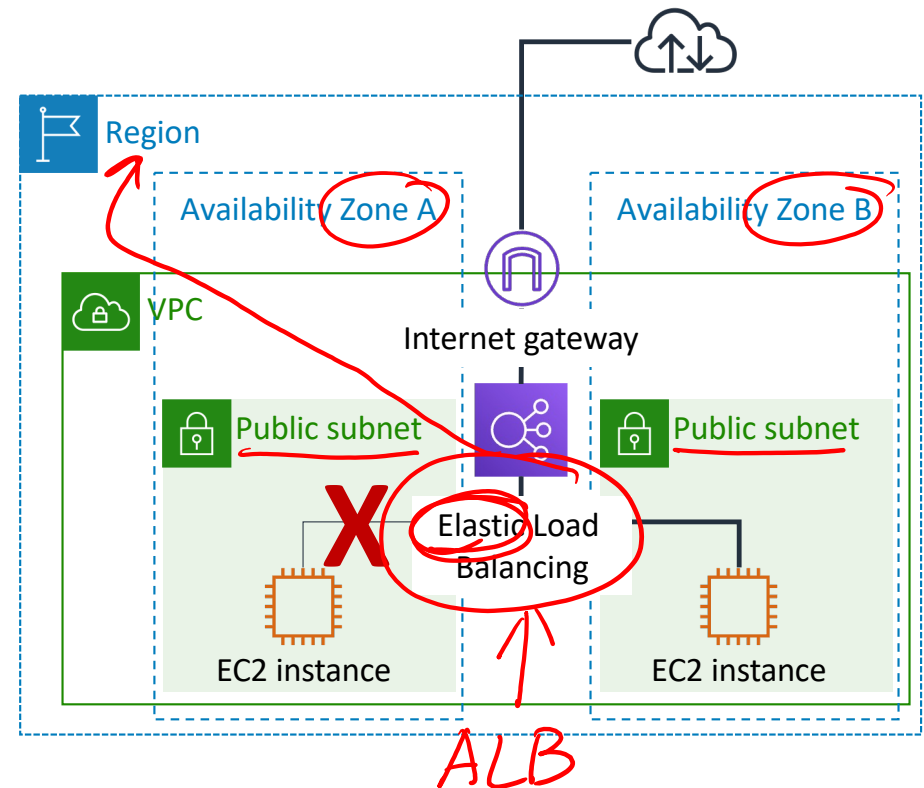 Region
Availability Zone A
Availability Zone B
VPC
Internet gateway
Public subnet
Public subnet
Elastic Load
Balancing
EC2 instance
EC2 instance
ALB